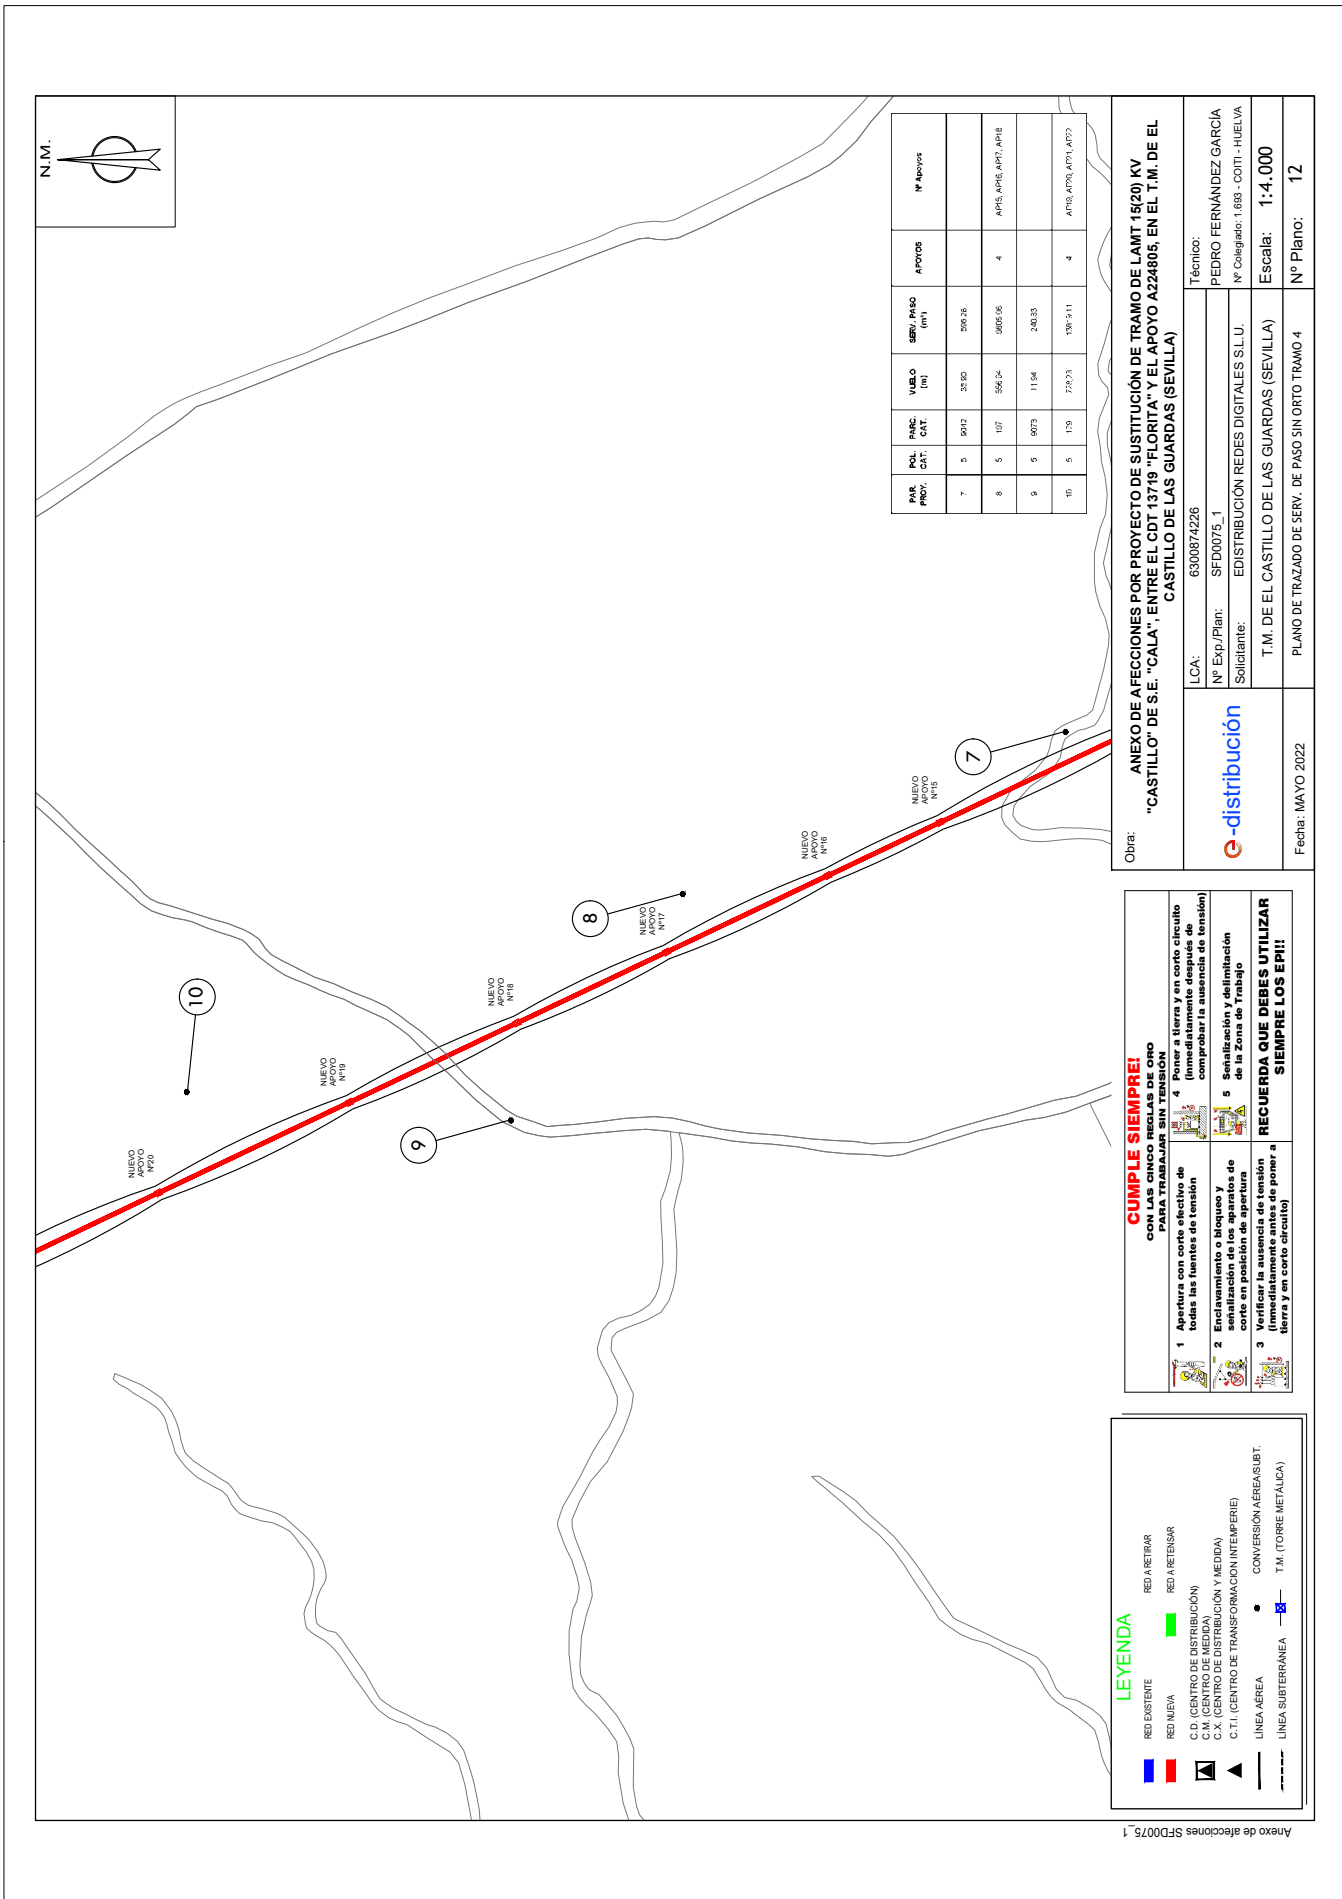 N.M.
PAR. PROY. POL. CAT. PARC. CAT. VUELO (m) SERV. PASO (m²) APOYOS Nº Apoyos
7 5 9042
8 5 107 4 AP15, AP16, AP17, AP18
9 5 9073 11.94 240.83
10 5 4 AP19, AP20, AP21, AP22
10
9
8
7
NUEVO
APOYO
Nº20
NUEVO
APOYO
Nº19
NUEVO
APOYO
Nº18
NUEVO
APOYO
Nº17
NUEVO
APOYO
Nº16
NUEVO
APOYO
Nº15
LEYENDA
RED EXISTENTE RED A RETIRAR
RED NUEVA RED A RETENSAR
C.D. (CENTRO DE DISTRIBUCIÓN)
C.M. (CENTRO DE MEDIDA)
C.X. (CENTRO DE DISTRIBUCIÓN Y MEDIDA)
C.T.I. (CENTRO DE TRANSFORMACION INTEMPERIE)
LÍNEA AÉREA CONVERSIÓN AÉREA/SUBT.
LÍNEA SUBTERRÁNEA T.M. (TORRE METÁLICA)
CUMPLE SIEMPRE!
CON LAS CINCO REGLAS DE ORO
PARA TRABAJAR SIN TENSIÓN
1 Apertura con corte efectivo de
todas las fuentes de tensión
2 Enclavamiento o bloqueo y
señalización de los aparatos de
corte en posición de apertura
3 Verificar la ausencia de tensión
(inmediatamente antes de poner a
tierra y en corto circuito)
4 Poner a tierra y en corto circuito
(inmediatamente después de
comprobar la ausencia de tensión)
5 Señalización y delimitación
de la Zona de Trabajo
RECUERDA QUE DEBES UTILIZAR
SIEMPRE LOS EPI!!
Obra:
ANEXO DE AFECCIONES POR PROYECTO DE SUSTITUCIÓN DE TRAMO DE LAMT 15(20) KV
"CASTILLO" DE S.E. "CALA", ENTRE EL CDT 13719 "FLORITA" Y EL APOYO A224805, EN EL T.M. DE EL
CASTILLO DE LAS GUARDAS (SEVILLA)
e-distribución
LCA: 6300874226
Nº Exp./Plan: SFD0075_1
Solicitante: EDISTRIBUCIÓN REDES DIGITALES S.L.U.
Técnico:
PEDRO FERNÁNDEZ GARCÍA
Nº Colegiado: 1.693 - COITI - HUELVA
T.M. DE EL CASTILLO DE LAS GUARDAS (SEVILLA)
Escala: 1:4.000
Fecha: MAYO 2022
PLANO DE TRAZADO DE SERV. DE PASO SIN ORTO TRAMO 4
Nº Plano: 12
Anexo de afecciones SFD0075_1